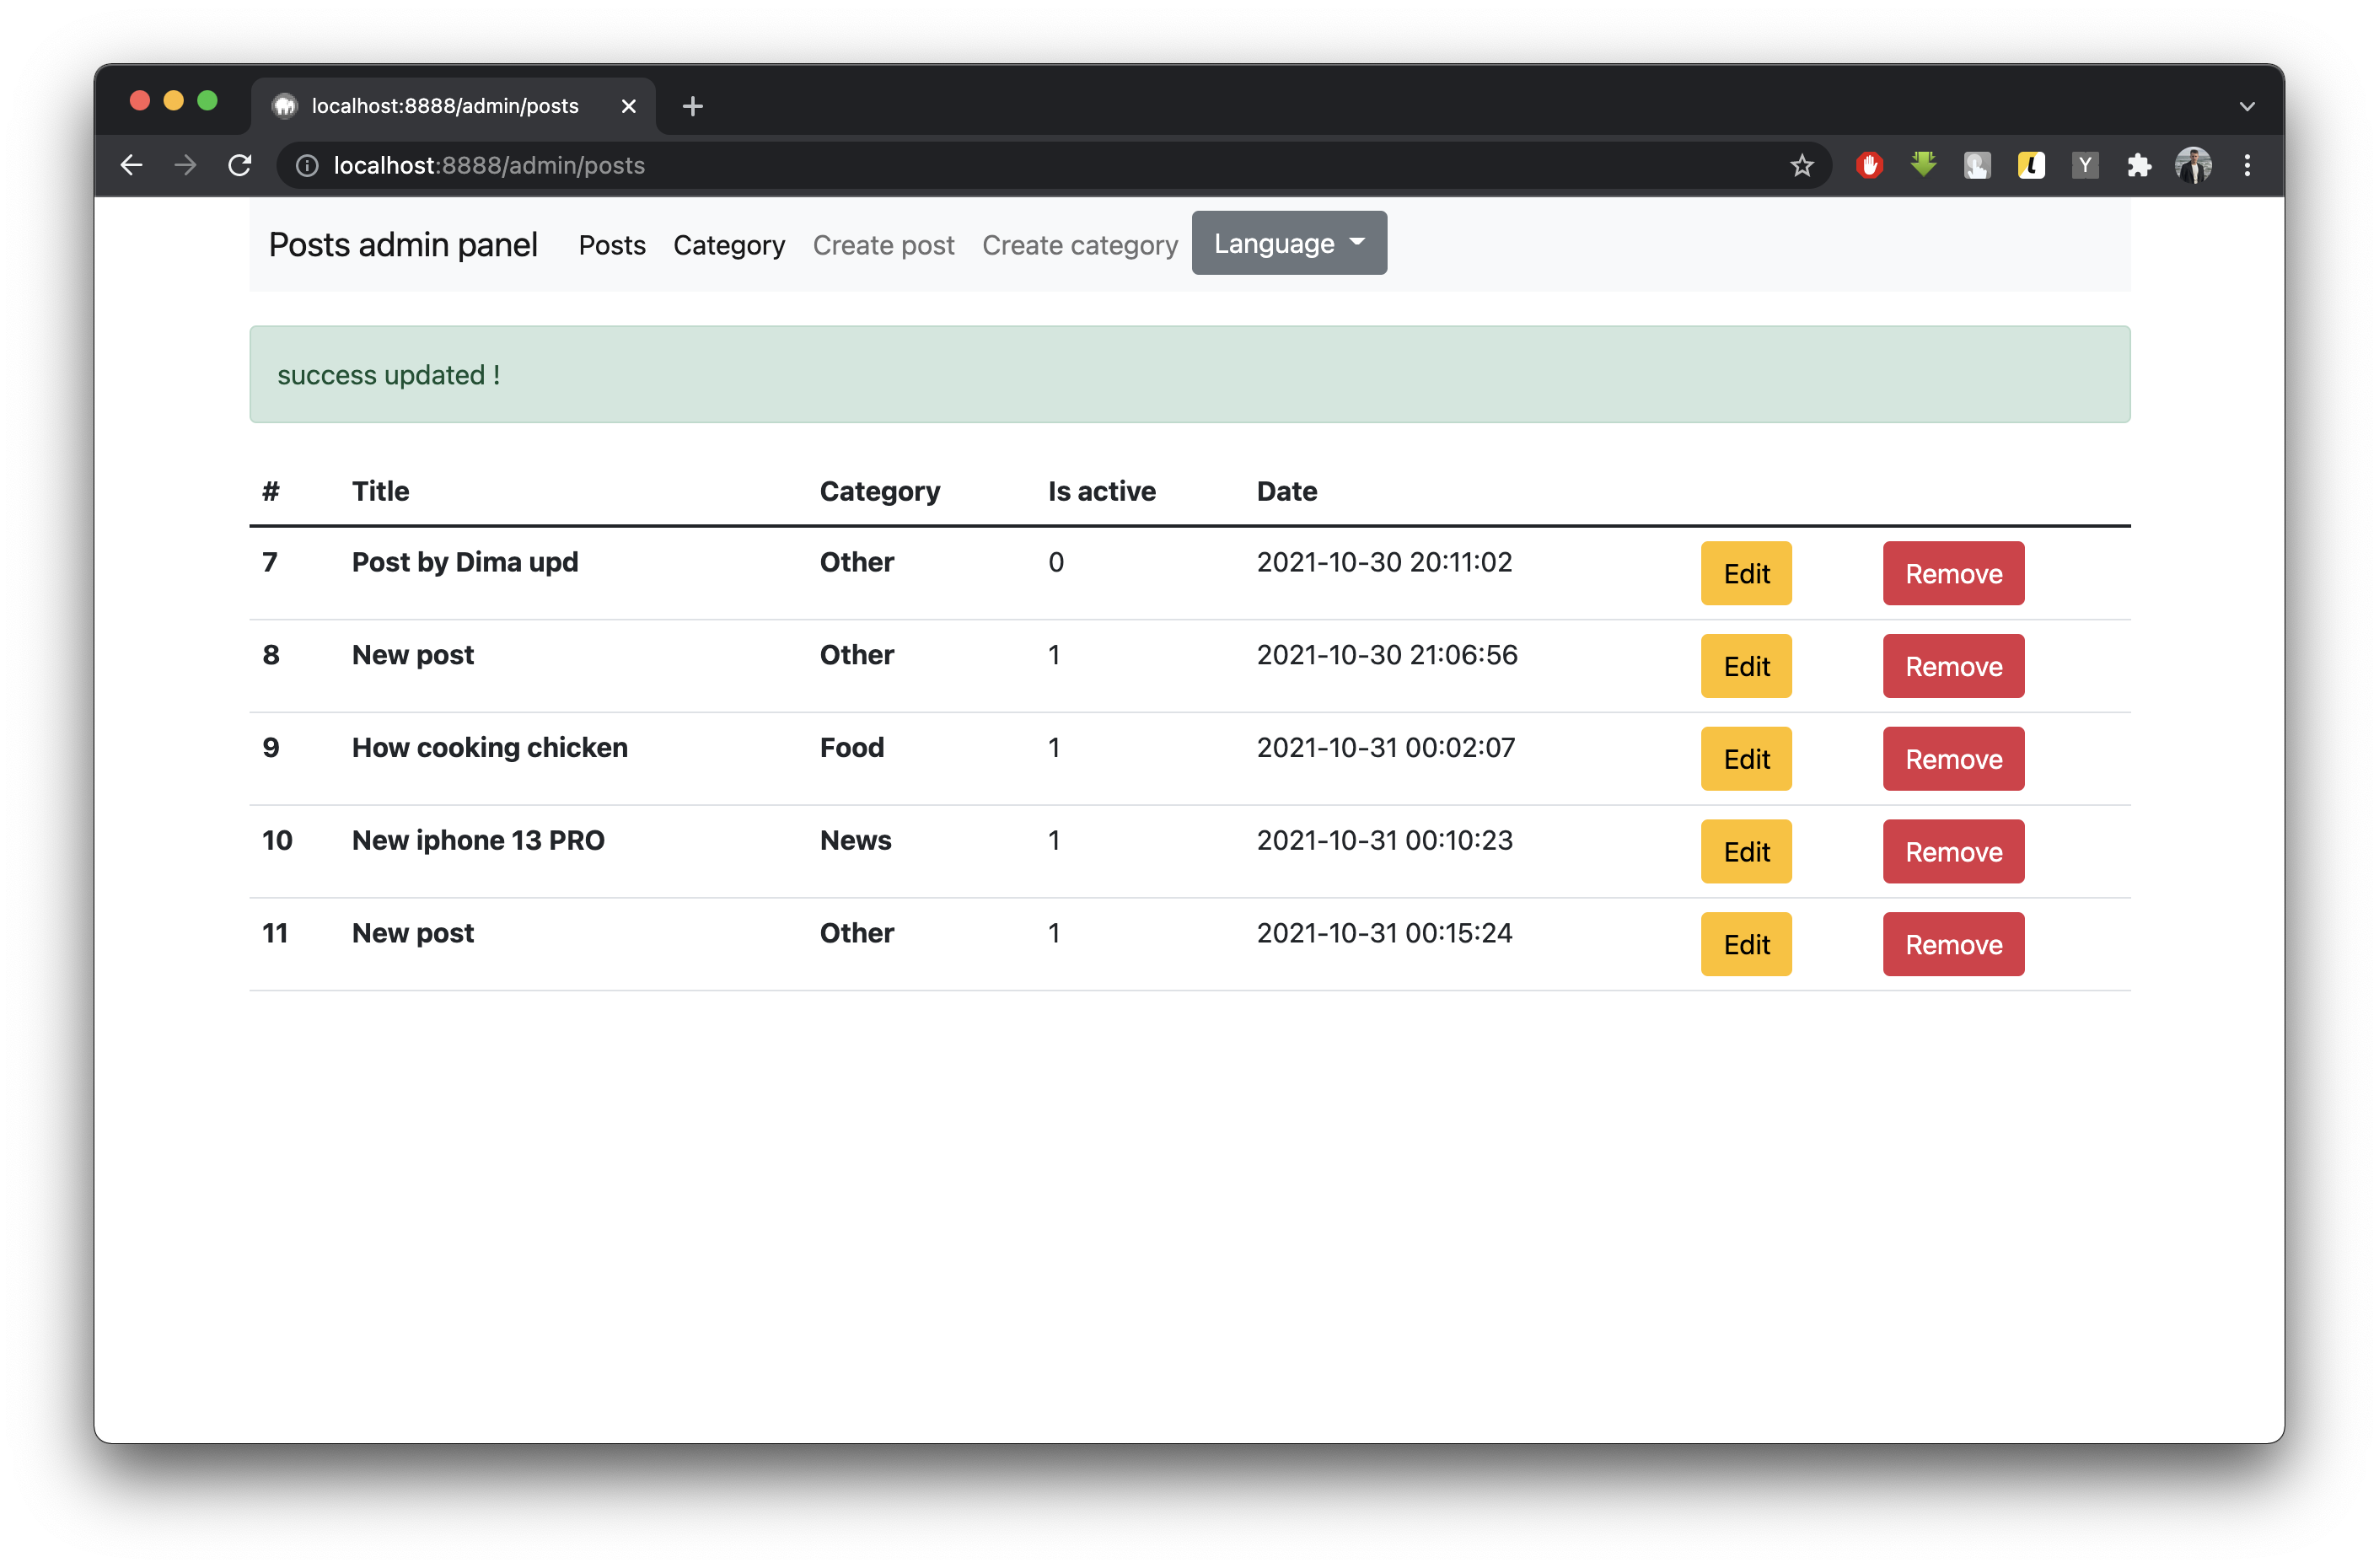 localhost:8888/admin/posts
localhost:8888/admin/posts
Y
Posts admin panel Posts Category Create post Create category Language
success updated !
# Title Category Is active Date
7 Post by Dima upd Other 0 2021-10-30 20:11:02 Edit Remove
8 New post Other 1 2021-10-30 21:06:56 Edit Remove
9 How cooking chicken Food 1 2021-10-31 00:02:07 Edit Remove
10 New iphone 13 PRO News 1 2021-10-31 00:10:23 Edit Remove
11 New post Other 1 2021-10-31 00:15:24 Edit Remove